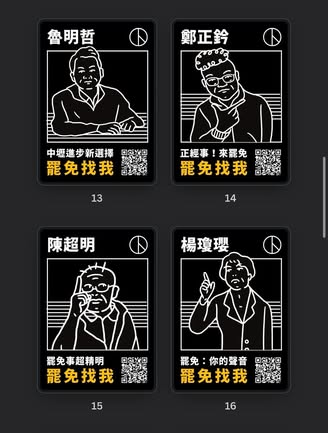 魯明哲
中壢進步新選擇
罷免找我
13
鄭正鈐
正經事！來罷免
罷免找我
14
陳超明
罷免事超精明
罷免找我
15
楊瓊瓔
罷免：你的聲音
罷免找我
16